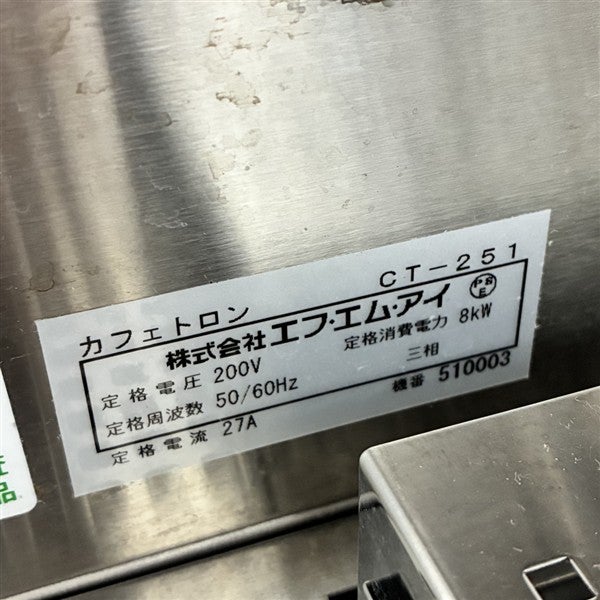 カフェトロン CT-251
株式会社エフ・エム・アイ
PS
E
定格電圧 200V 定格消費電力 8kW
定格周波数 50/60Hz 三相
定格電流 27A 機番 510003
品